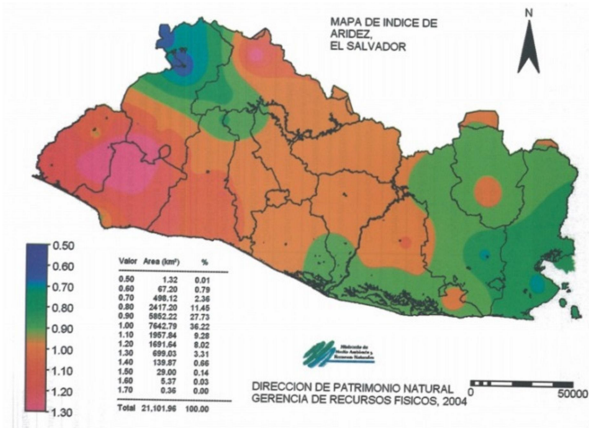 MAPA DE INDICE DE
ARIDEZ,
EL SALVADOR
N
0.50
0.60
0.70
0.80
0.90
1.00
1.10
1.20
1.30
Valor Area (km²) %
0.50 1.32 0.01
0.60 67.20 0.79
0.70 498.12 2.36
0.80 2417.20 11.45
0.90 5852.22 27.73
1.00 7642.79 36.22
1.10 1957.84 9.28
1.20 1691.64 8.02
1.30 699.03 3.31
1.40 139.87 0.66
1.50 29.00 0.14
1.60 5.37 0.03
1.70 0.36 0.00
Total 21,101.96 100.00
Ministerio de
Medio Ambiente y
Recursos Naturales
DIRECCION DE PATRIMONIO NATURAL
GERENCIA DE RECURSOS FISICOS, 2004
0 50000